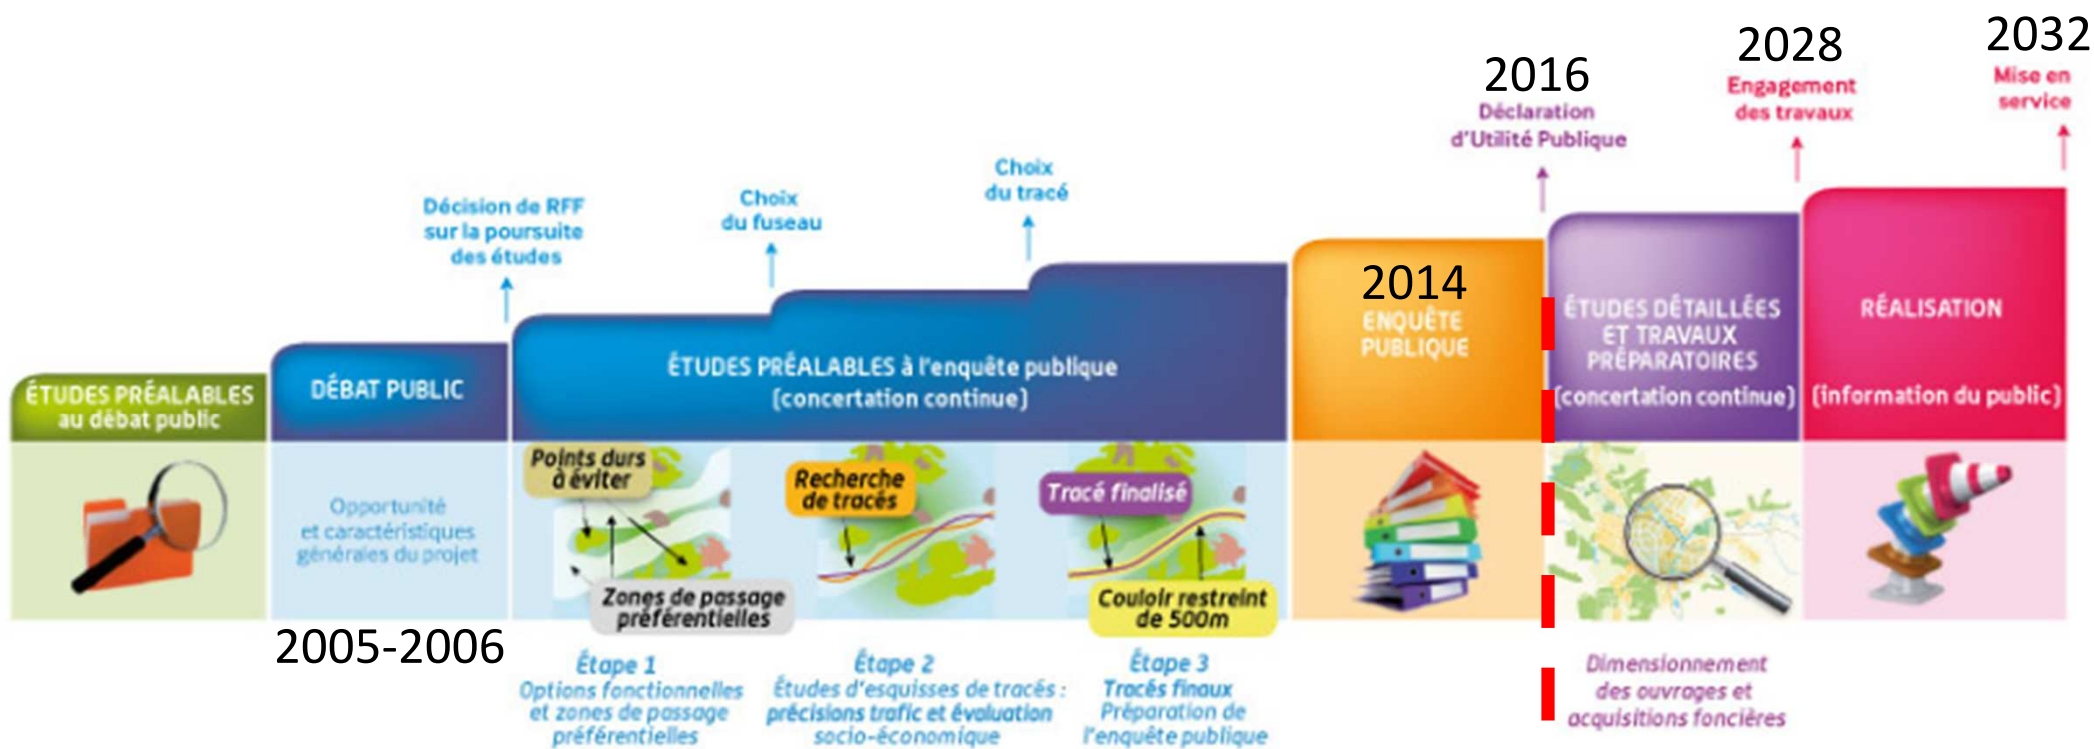 ÉTUDES PRÉALABLES
au débat public
DÉBAT PUBLIC
Opportunité
et caractéristiques
générales du projet
2005-2006
Décision de RFF
sur la poursuite
des études
Choix
du fuseau
Choix
du tracé
ÉTUDES PRÉALABLES à l'enquête publique
(concertation continue)
Points durs
à éviter
Zones de passage
préférentielles
Recherche
de tracés
Tracé finalisé
Couloir restreint
de 500m
Étape 1
Options fonctionnelles
et zones de passage
préférentielles
Étape 2
Études d'esquisses de tracés :
précisions trafic et évaluation
socio-économique
Étape 3
Tracés finaux
Préparation de
l'enquête publique
2014
ENQUÊTE
PUBLIQUE
2016
Déclaration
d'Utilité Publique
ÉTUDES DÉTAILLÉES
ET TRAVAUX
PRÉPARATOIRES
(concertation continue)
Dimensionnement
des ouvrages et
acquisitions foncières
2028
Engagement
des travaux
RÉALISATION
(information du public)
2032
Mise en
service